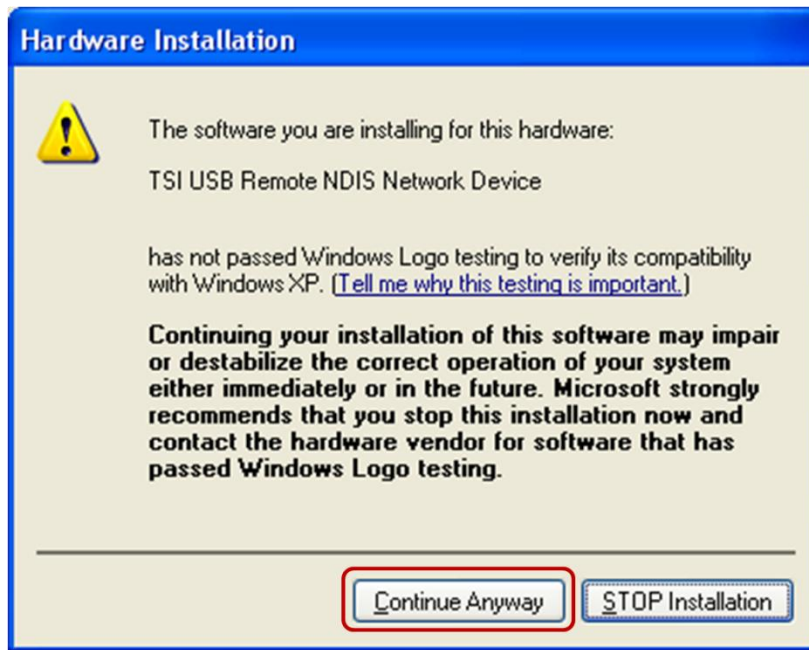 Hardware Installation
The software you are installing for this hardware:
TSI USB Remote NDIS Network Device
has not passed Windows Logo testing to verify its compatibility
with Windows XP. (Tell me why this testing is important.)
Continuing your installation of this software may impair
or destabilize the correct operation of your system
either immediately or in the future. Microsoft strongly
recommends that you stop this installation now and
contact the hardware vendor for software that has
passed Windows Logo testing.
Continue Anyway STOP Installation